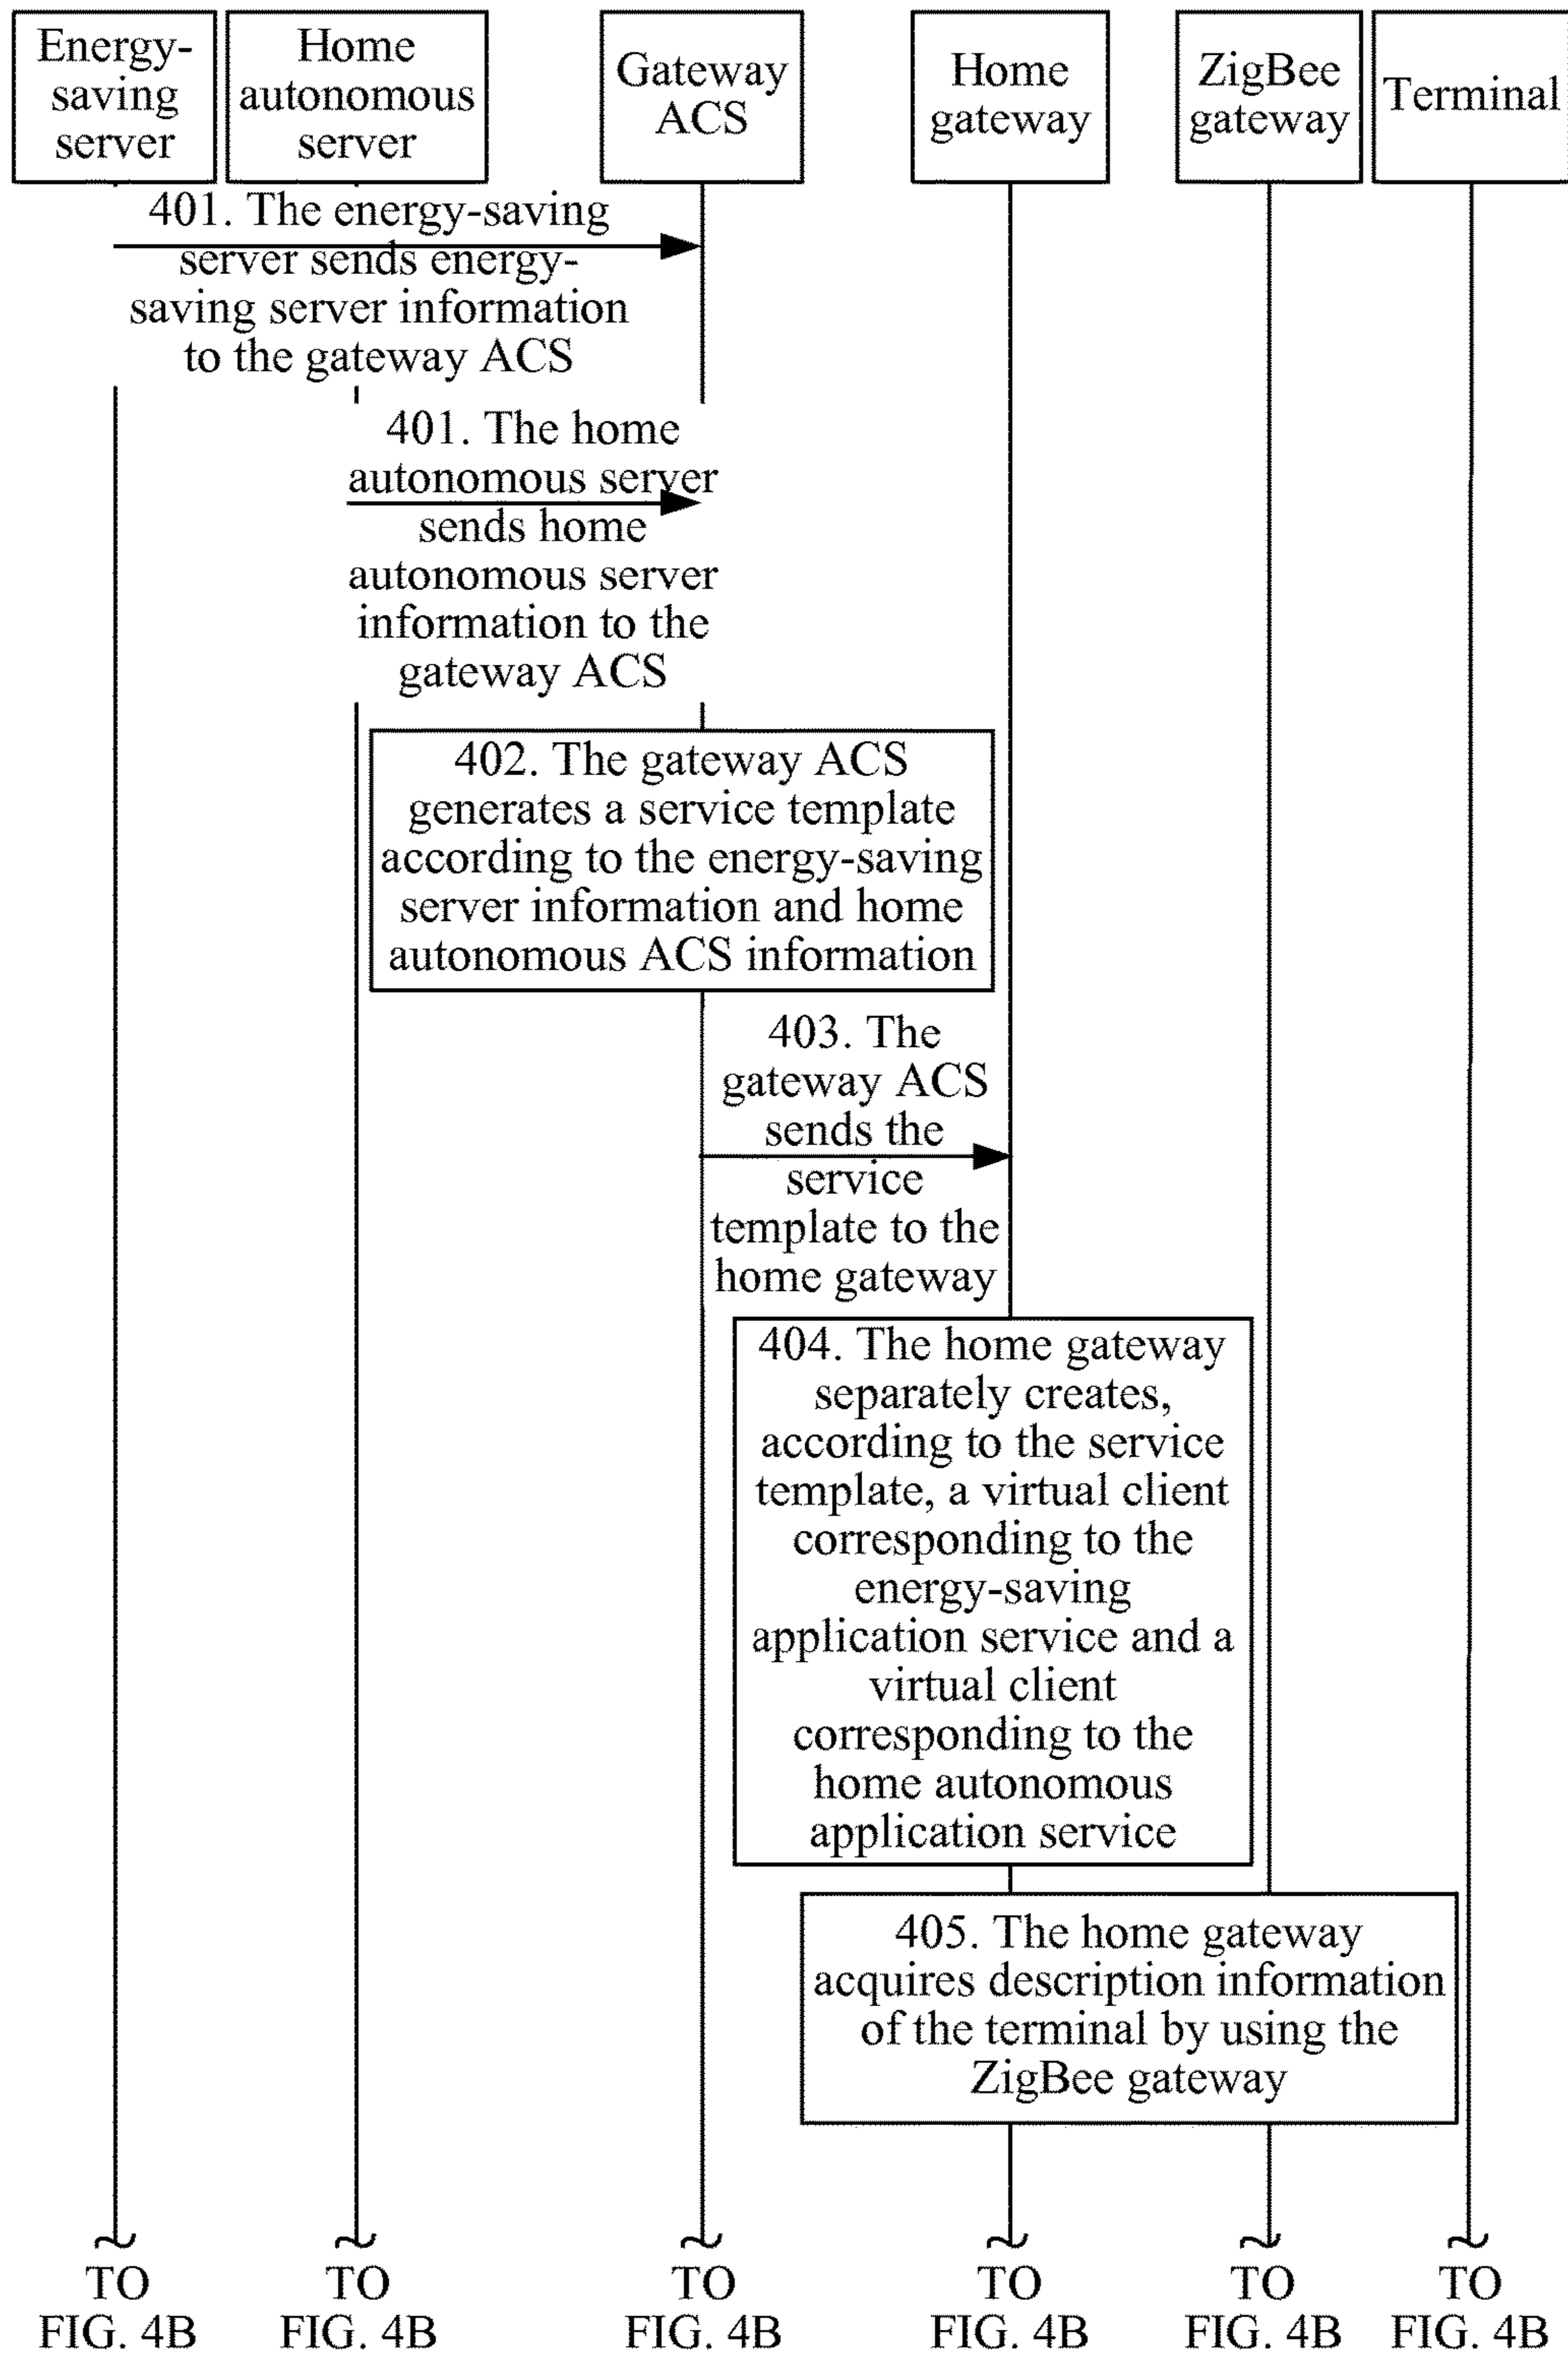 Energy-
saving
server
Home
autonomous
server
Gateway
ACS
Home
gateway
ZigBee
gateway
Terminal
401. The energy-saving
server sends energy-
saving server information
to the gateway ACS
401. The home
autonomous server
sends home
autonomous server
information to the
gateway ACS
402. The gateway ACS
generates a service template
according to the energy-saving
server information and home
autonomous ACS information
403. The
gateway ACS
sends the
service
template to the
home gateway
404. The home gateway
separately creates,
according to the service
template, a virtual client
corresponding to the
energy-saving
application service and a
virtual client
corresponding to the
home autonomous
application service
405. The home gateway
acquires description information
of the terminal by using the
ZigBee gateway
TO
FIG. 4B
TO
FIG. 4B
TO
FIG. 4B
TO
FIG. 4B
TO
FIG. 4B
TO
FIG. 4B